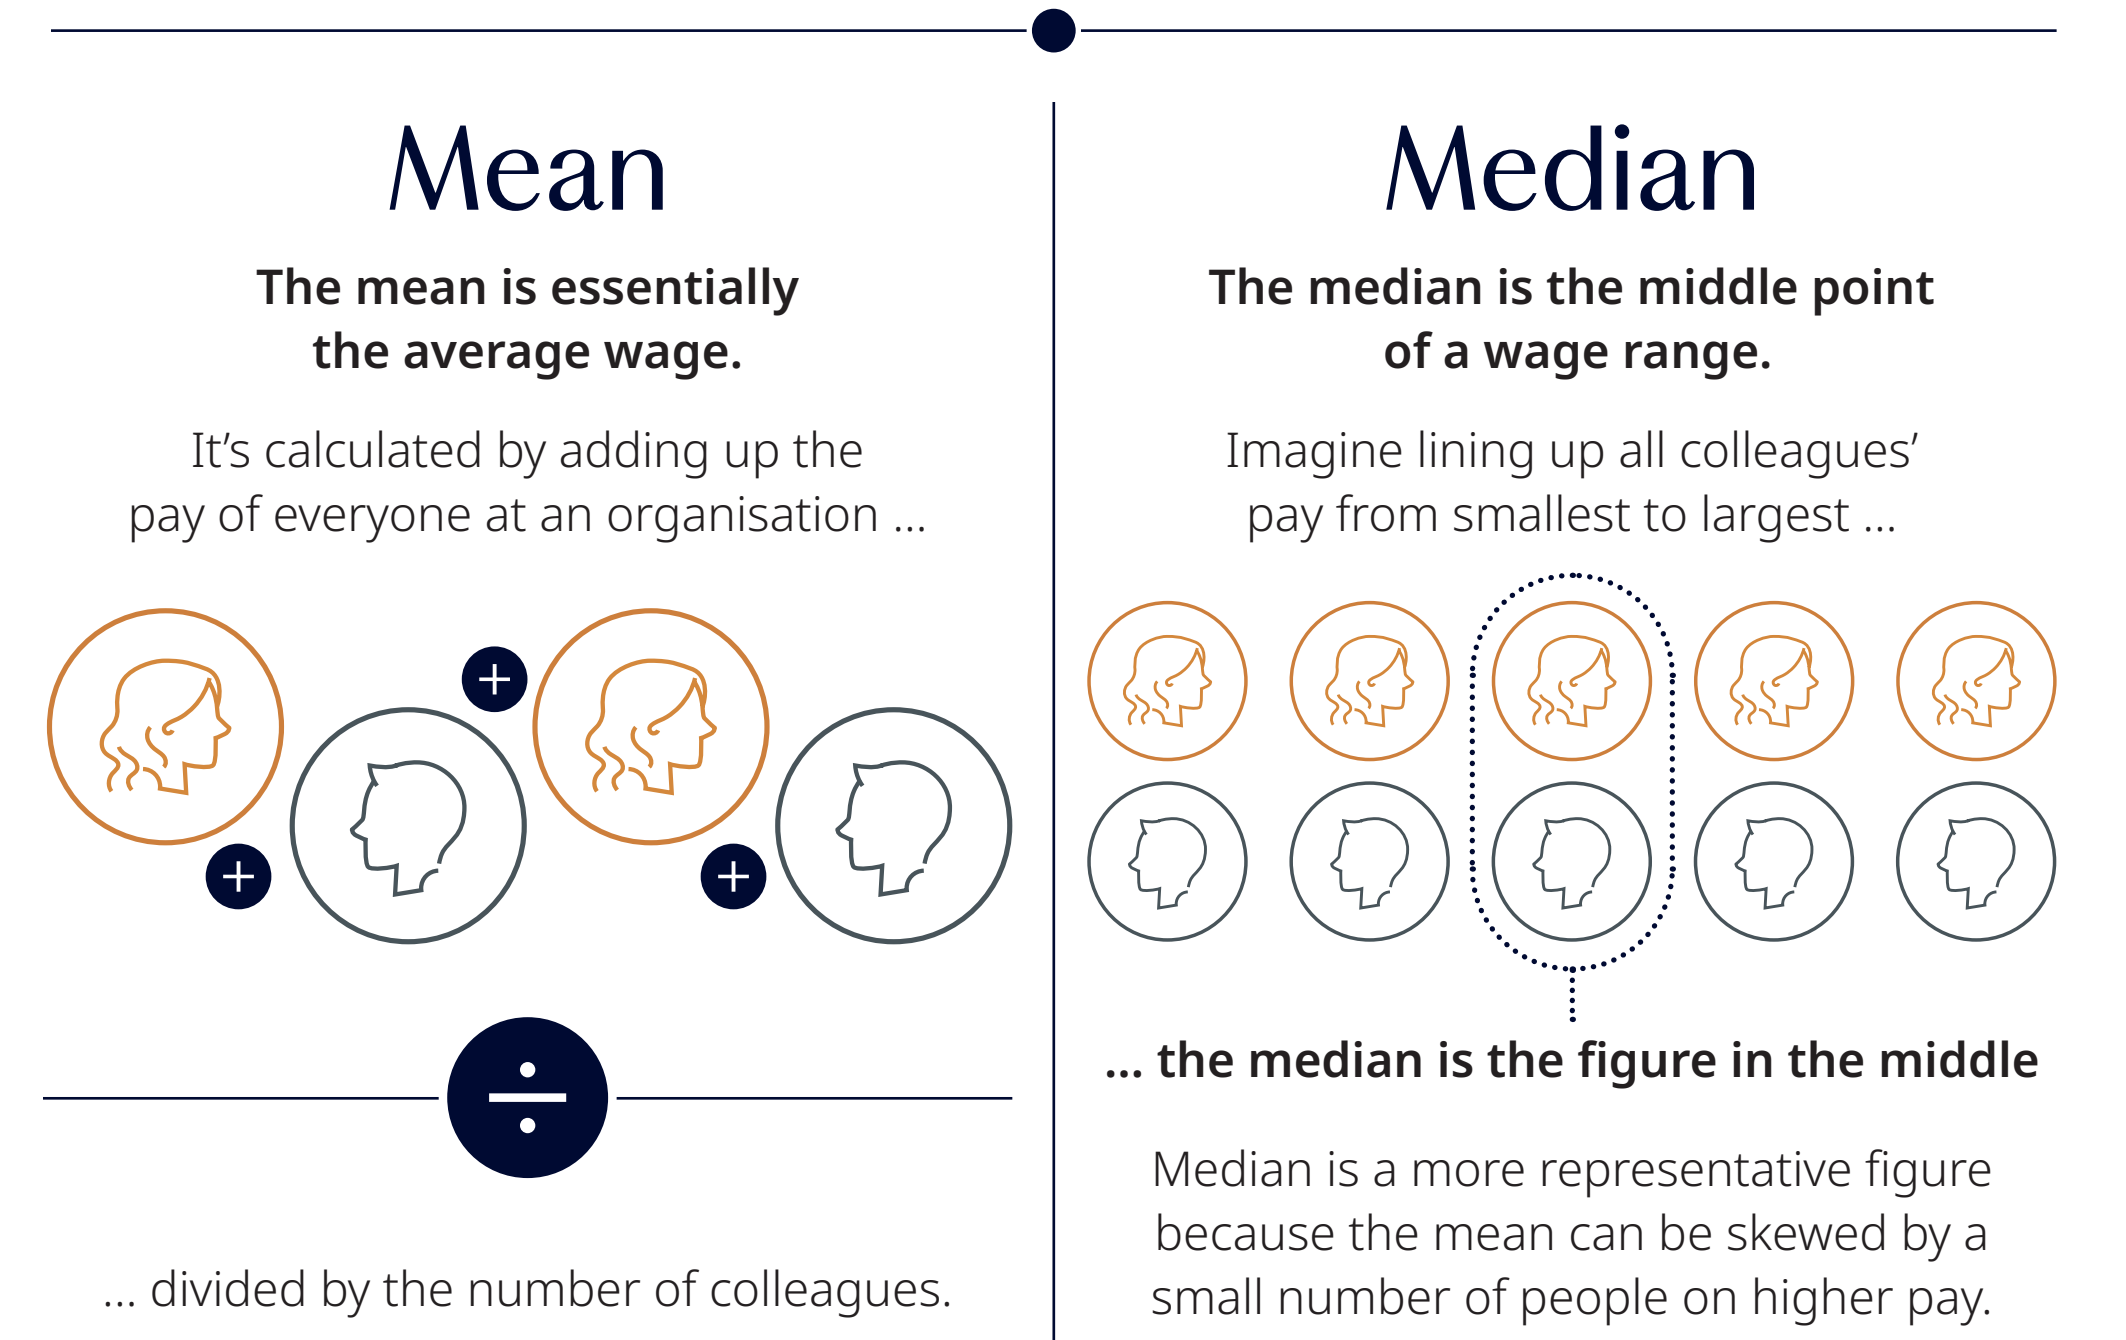 Mean
The mean is essentially
the average wage.
It’s calculated by adding up the
pay of everyone at an organisation ...
+
+
+
÷
... divided by the number of colleagues.
Median
The median is the middle point
of a wage range.
Imagine lining up all colleagues’
pay from smallest to largest ...
... the median is the figure in the middle
Median is a more representative figure
because the mean can be skewed by a
small number of people on higher pay.